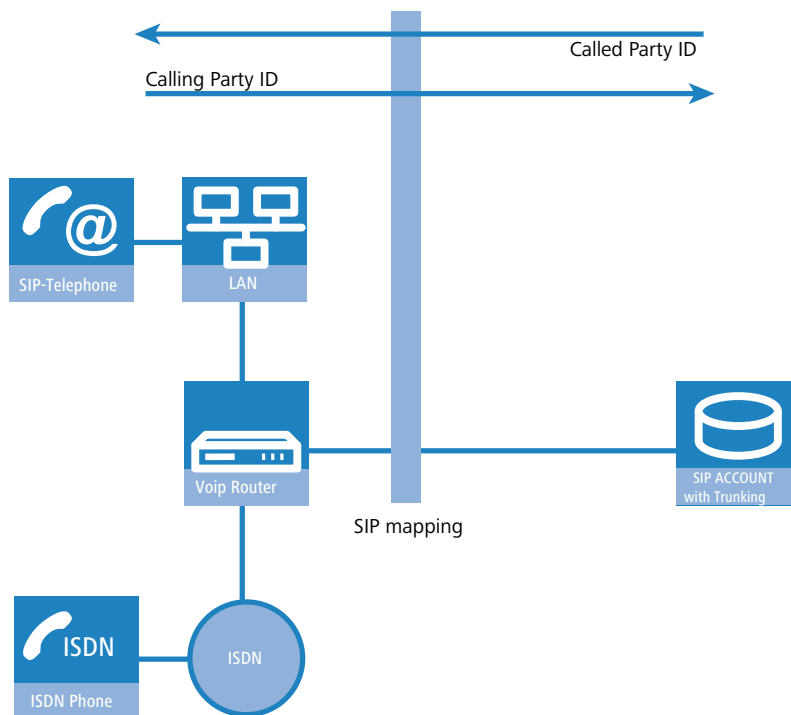 Called Party ID
Calling Party ID
@
SIP-Telephone
LAN
Voip Router
SIP ACCOUNT
with Trunking
SIP mapping
ISDN
ISDN Phone
ISDN